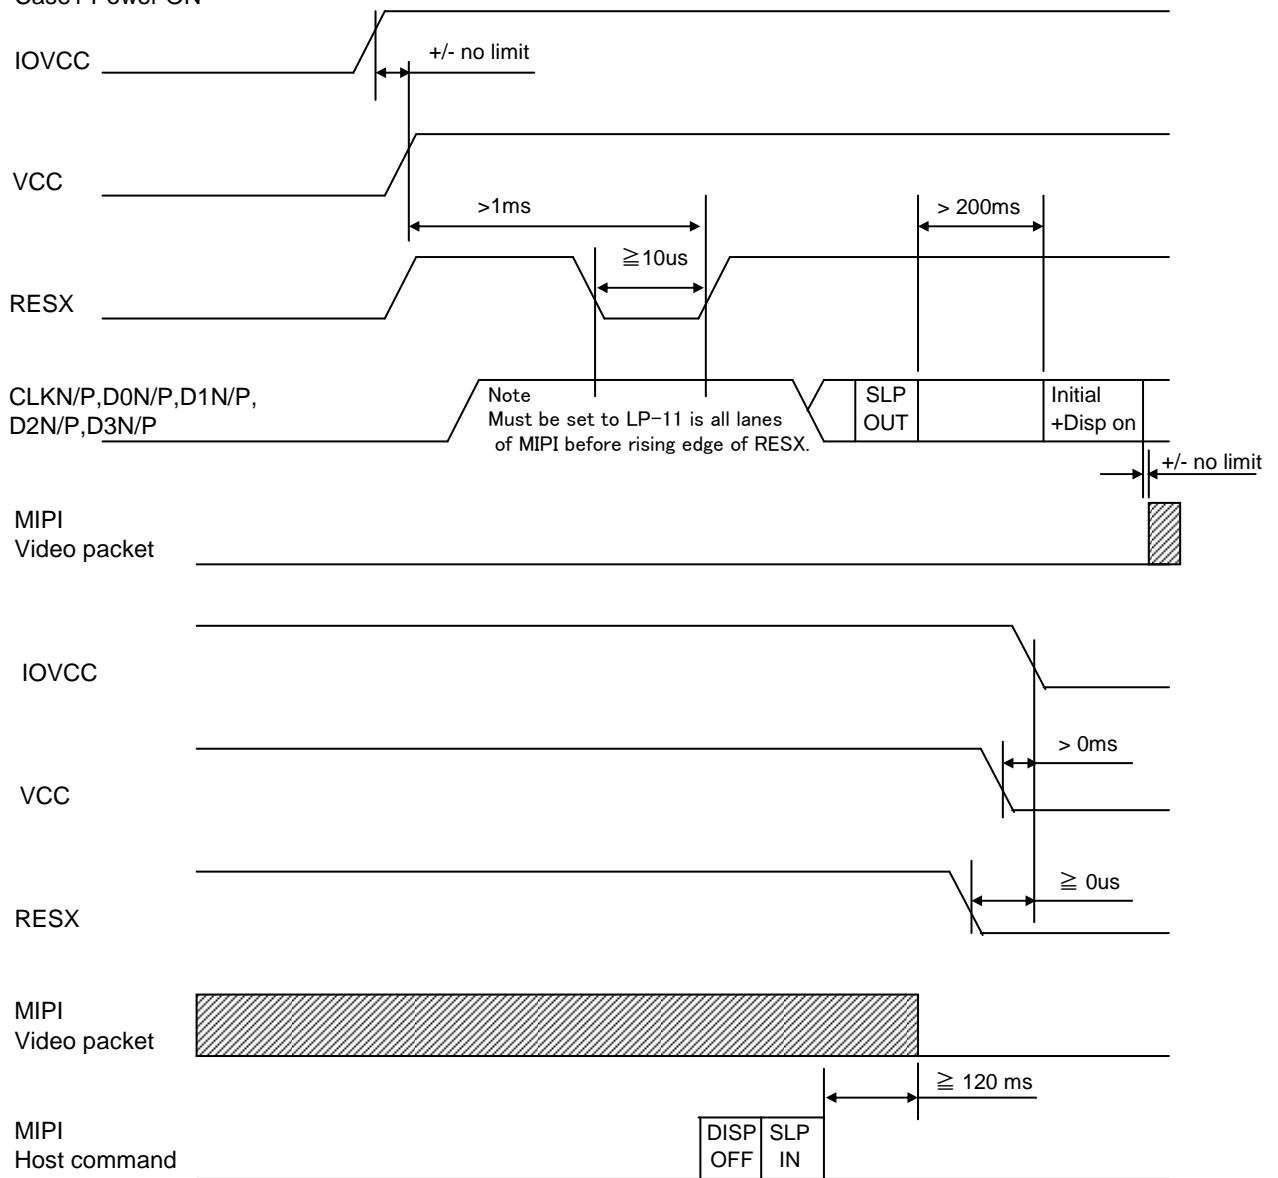 Case1 Power ON
IOVCC
+/- no limit
VCC
>1ms
> 200ms
≧10us
RESX
CLKN/P,D0N/P,D1N/P,
D2N/P,D3N/P
Note
Must be set to LP-11 is all lanes
of MIPI before rising edge of RESX.
SLP
OUT
Initial
+Disp on
+/- no limit
MIPI
Video packet
IOVCC
> 0ms
VCC
≧ 0us
RESX
MIPI
Video packet
≧ 120 ms
MIPI
Host command
DISP
OFF
SLP
IN